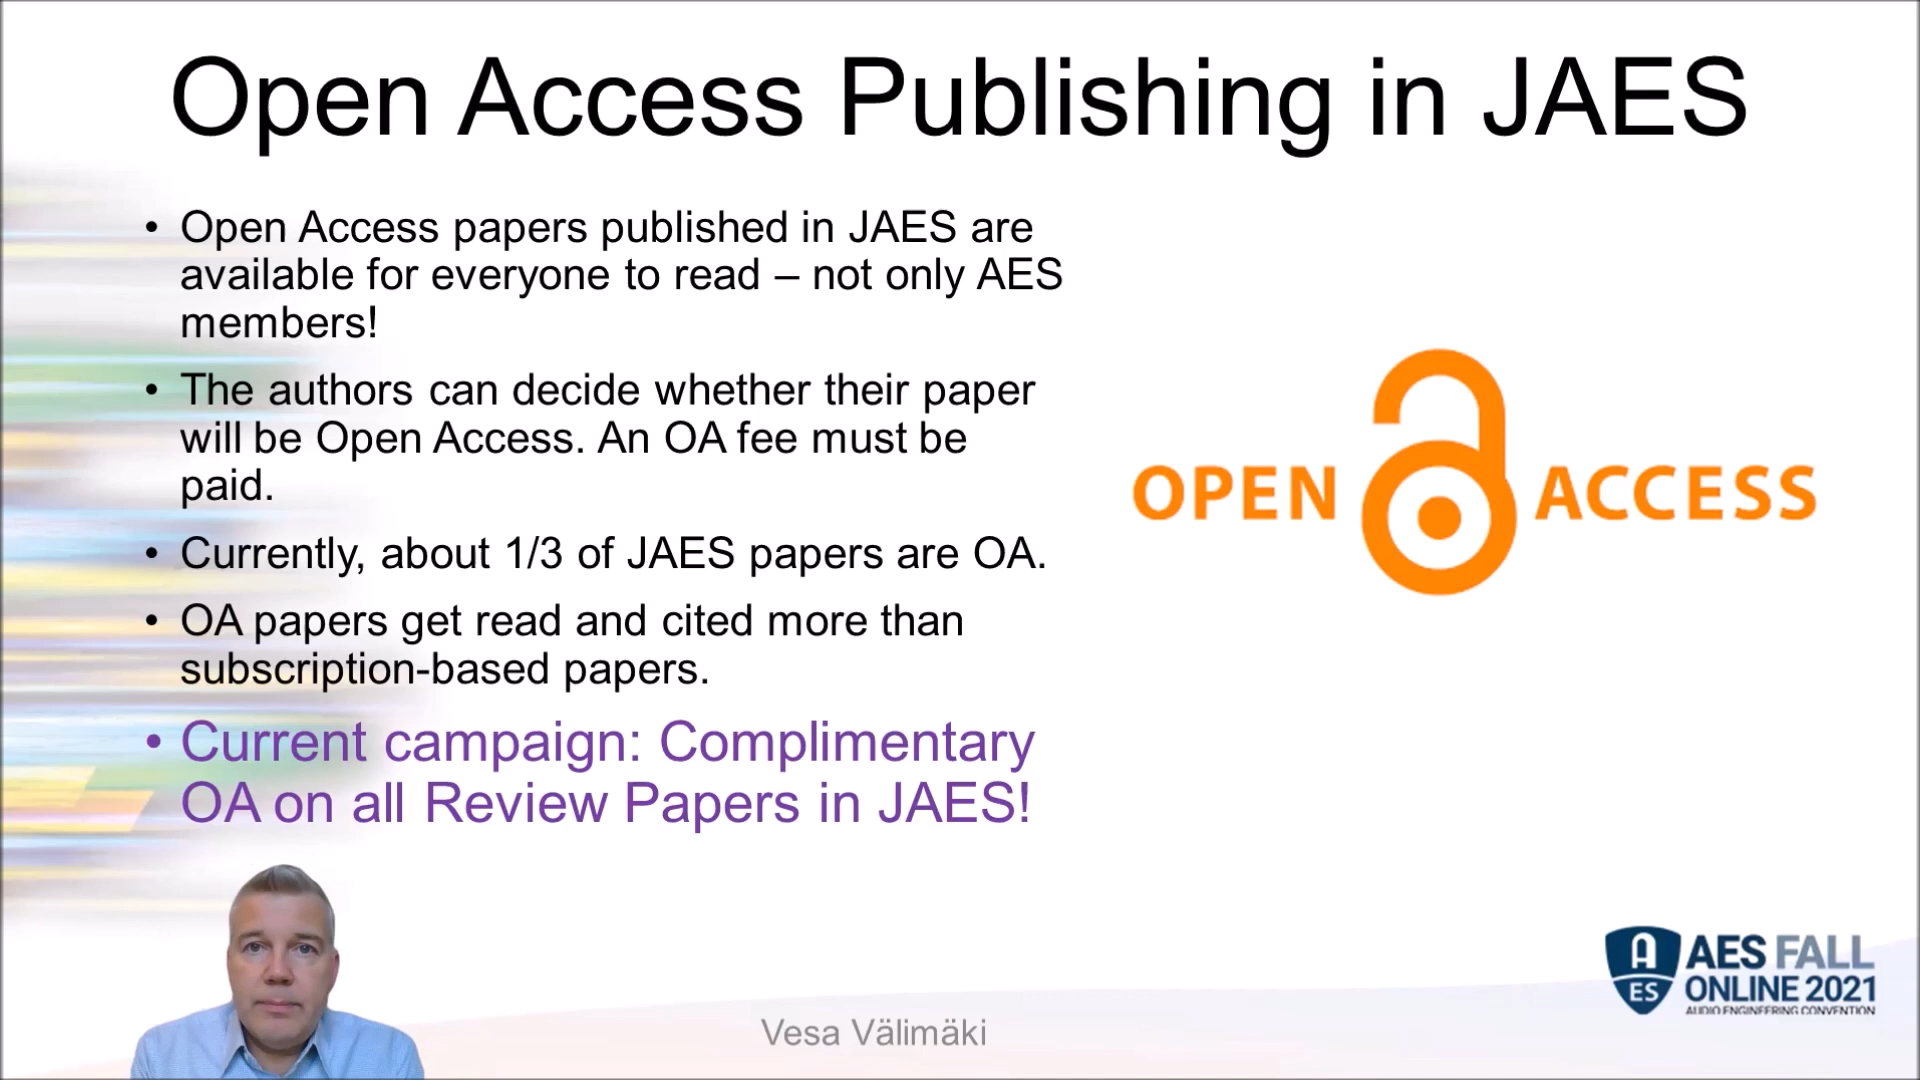 Open Access Publishing in JAES
• Open Access papers published in JAES are
available for everyone to read – not only AES
members!
• The authors can decide whether their paper
will be Open Access. An OA fee must be
paid.
• Currently, about 1/3 of JAES papers are OA.
• OA papers get read and cited more than
subscription-based papers.
• Current campaign: Complimentary
OA on all Review Papers in JAES!
OPEN ACCESS
A
ES
AES FALL
ONLINE 2021
AUDIO ENGINEERING CONVENTION
Vesa Välimäki